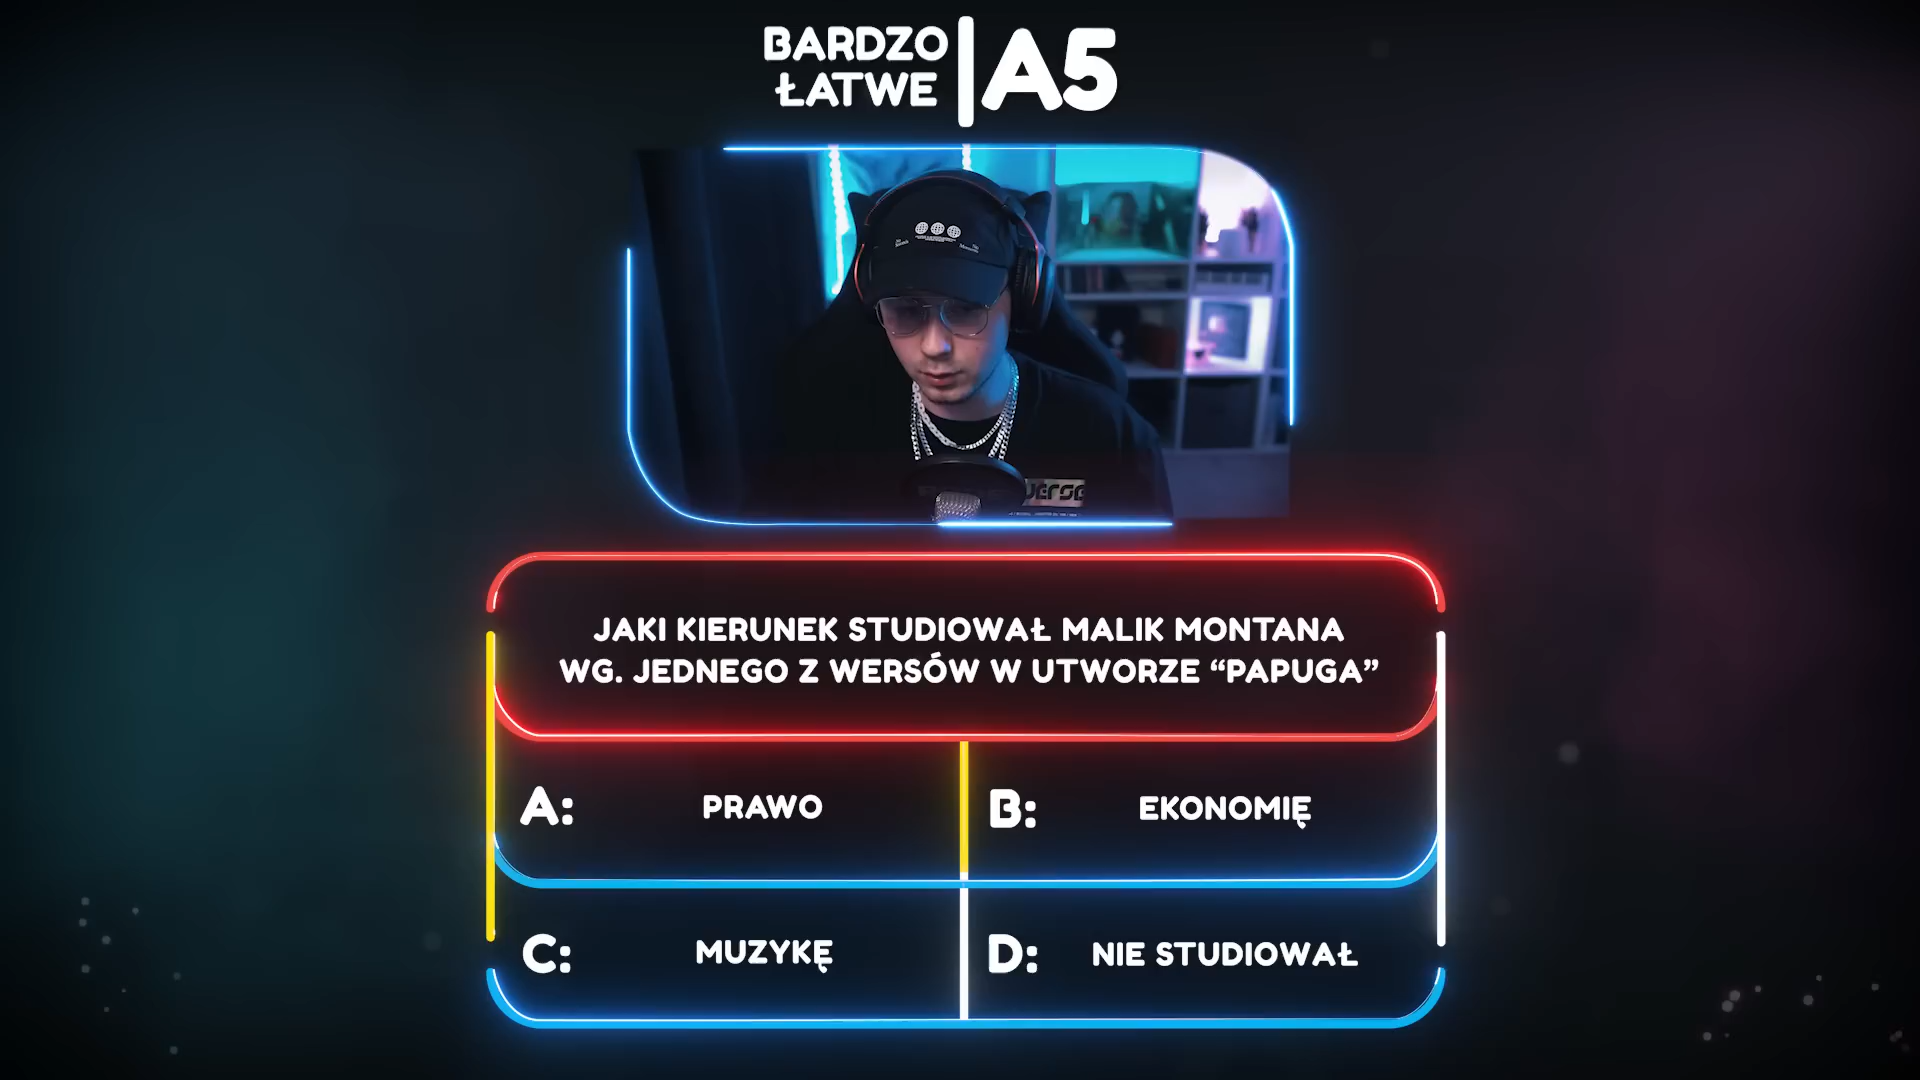 BARDZO
ŁATWE
A5
JAKI KIERUNEK STUDIOWAŁ MALIK MONTANA
WG. JEDNEGO Z WERSÓW W UTWORZE “PAPUGA”
A: PRAWO
B: EKONOMIĘ
C: MUZYKĘ
D: NIE STUDIOWAŁ